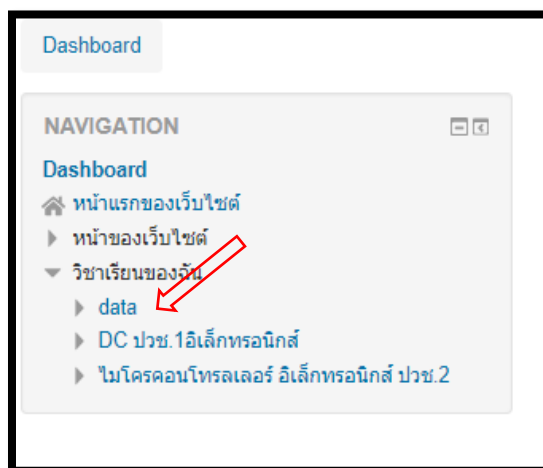 Dashboard
NAVIGATION
Dashboard
หน้าแรกของเว็บไซต์
หน้าของเว็บไซต์
วิชาเรียนของฉัน
data
DC ปวช.1อิเล็กทรอนิกส์
ไมโครคอนโทรลเลอร์ อิเล็กทรอนิกส์ ปวช.2